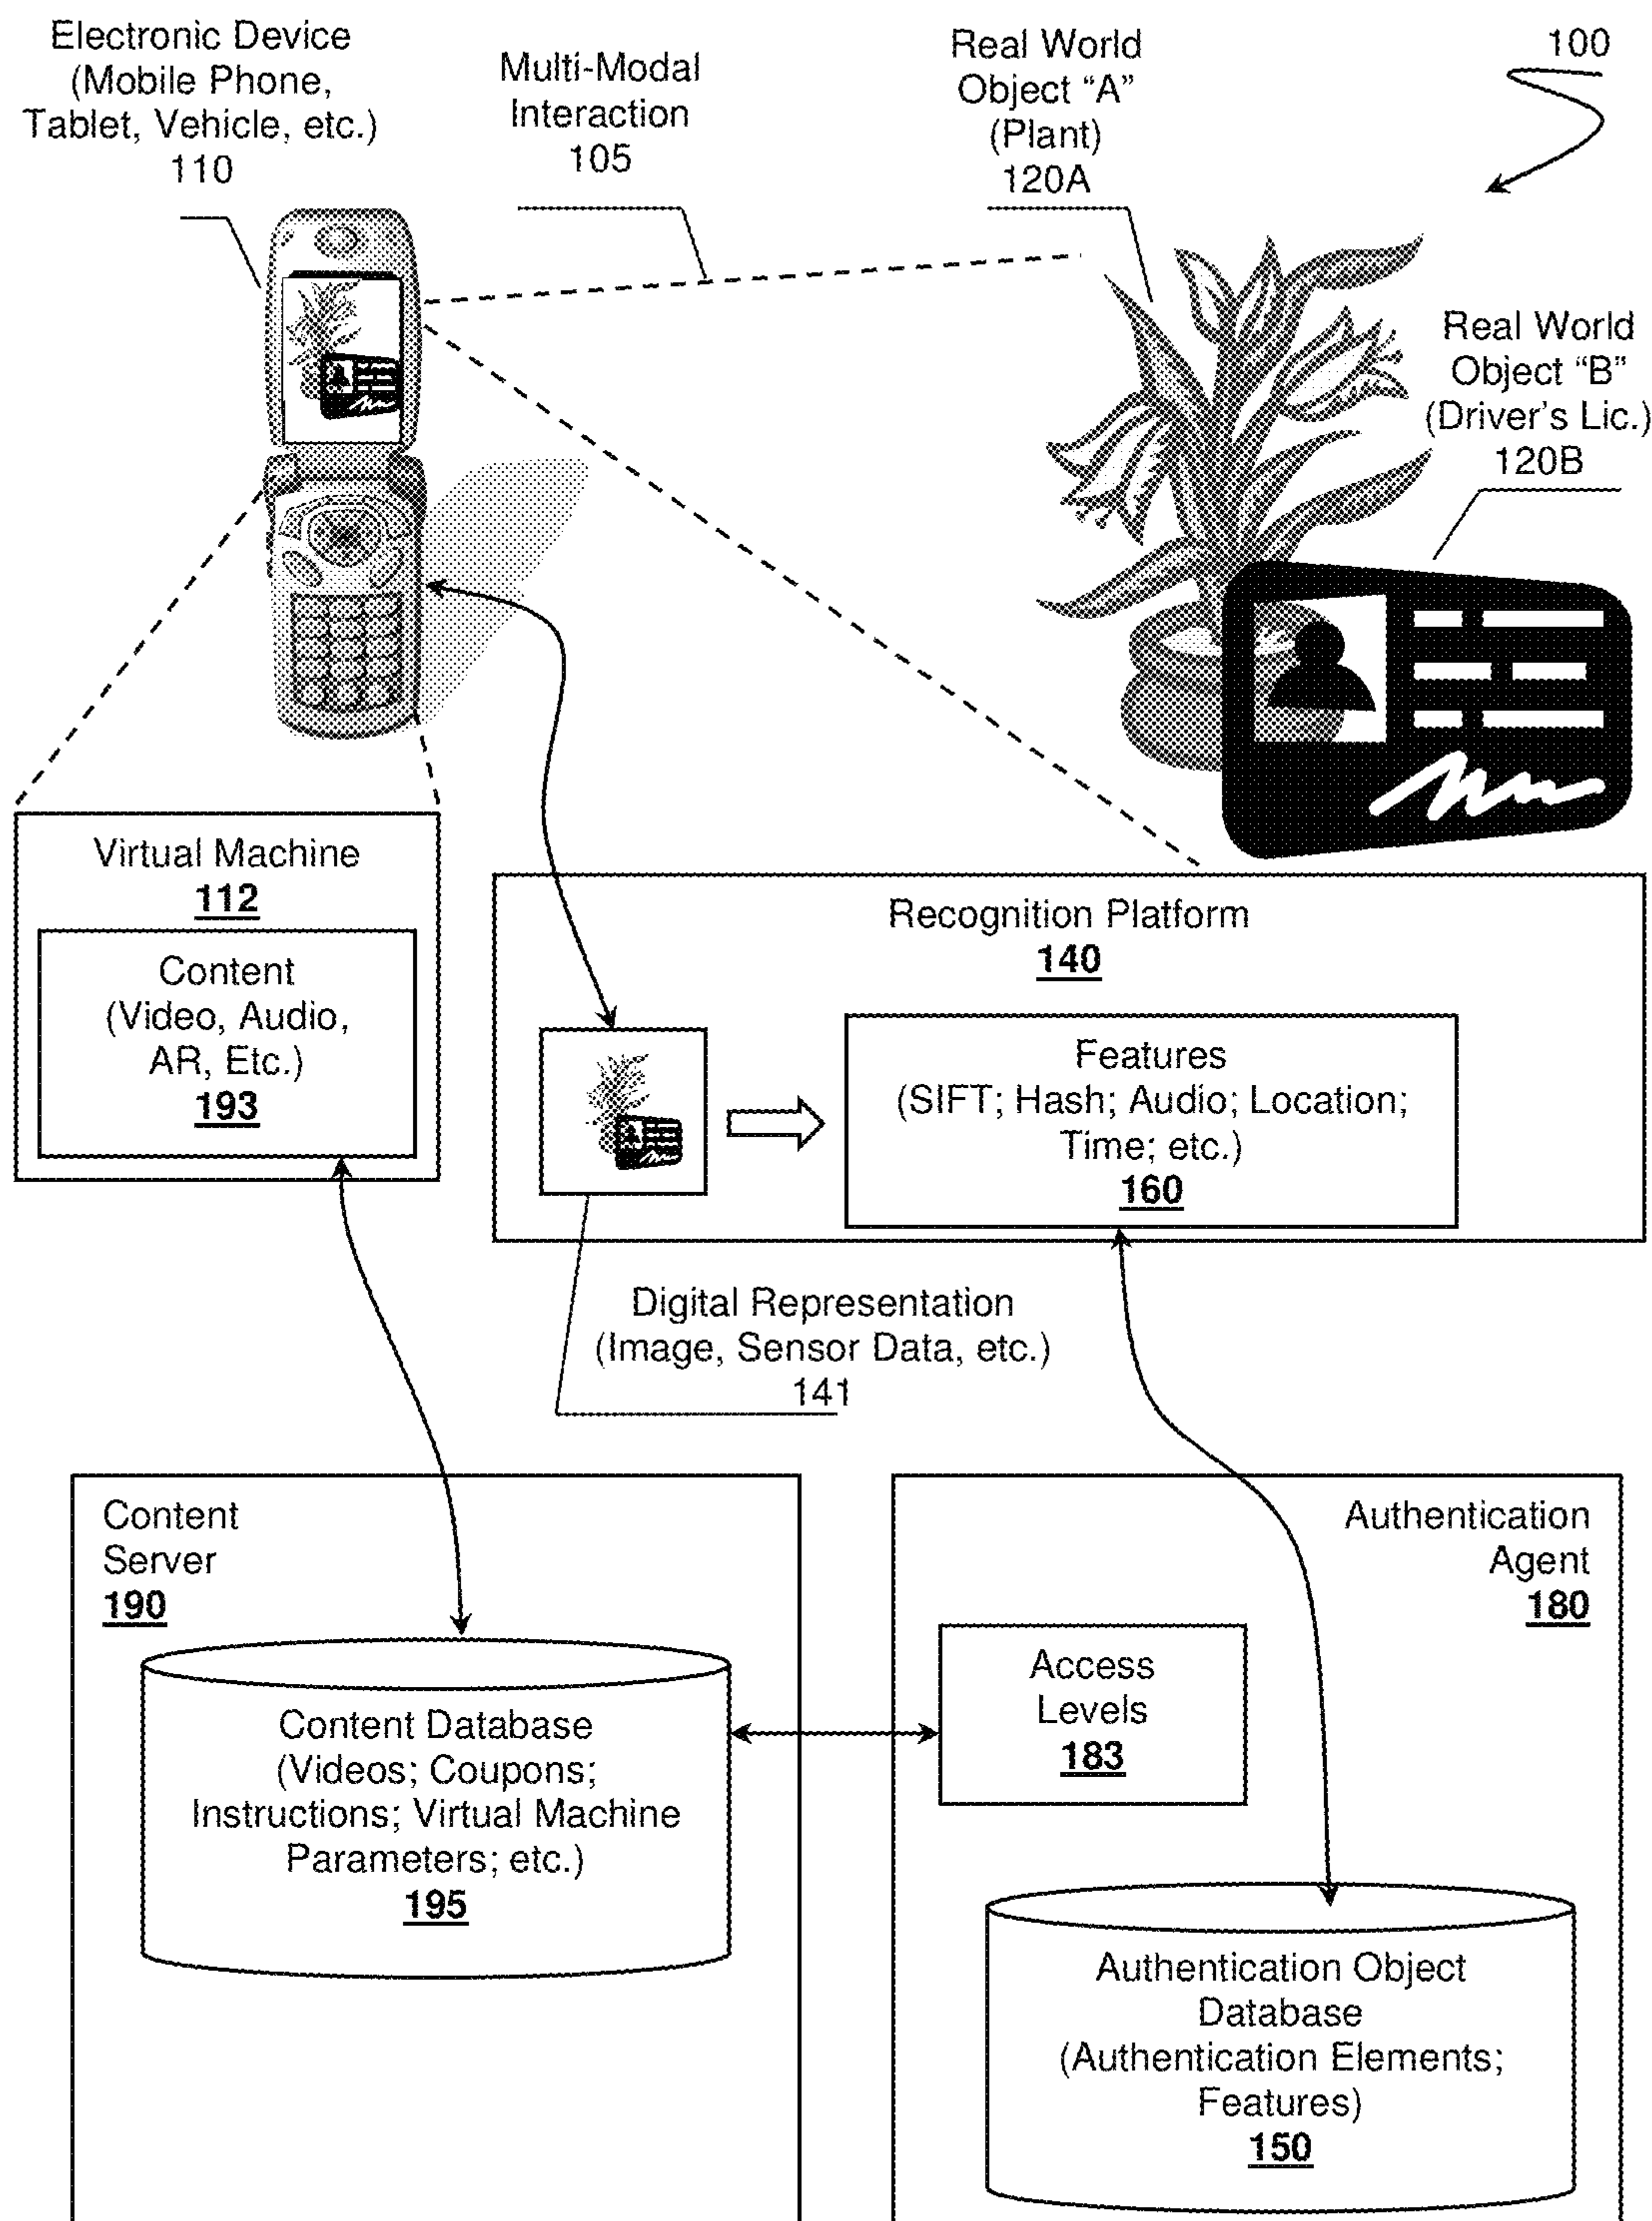 Electronic Device
(Mobile Phone,
Tablet, Vehicle, etc.)
110
Multi-Modal
Interaction
105
Real World
Object “A”
(Plant)
120A
100
Real World
Object “B”
(Driver’s Lic.)
120B
Virtual Machine
112
Content
(Video, Audio,
AR, Etc.)
193
Recognition Platform
140
Features
(SIFT; Hash; Audio; Location;
Time; etc.)
160
Digital Representation
(Image, Sensor Data, etc.)
141
Content
Server
190
Content Database
(Videos; Coupons;
Instructions; Virtual Machine
Parameters; etc.)
195
Authentication
Agent
180
Access
Levels
183
Authentication Object
Database
(Authentication Elements;
Features)
150